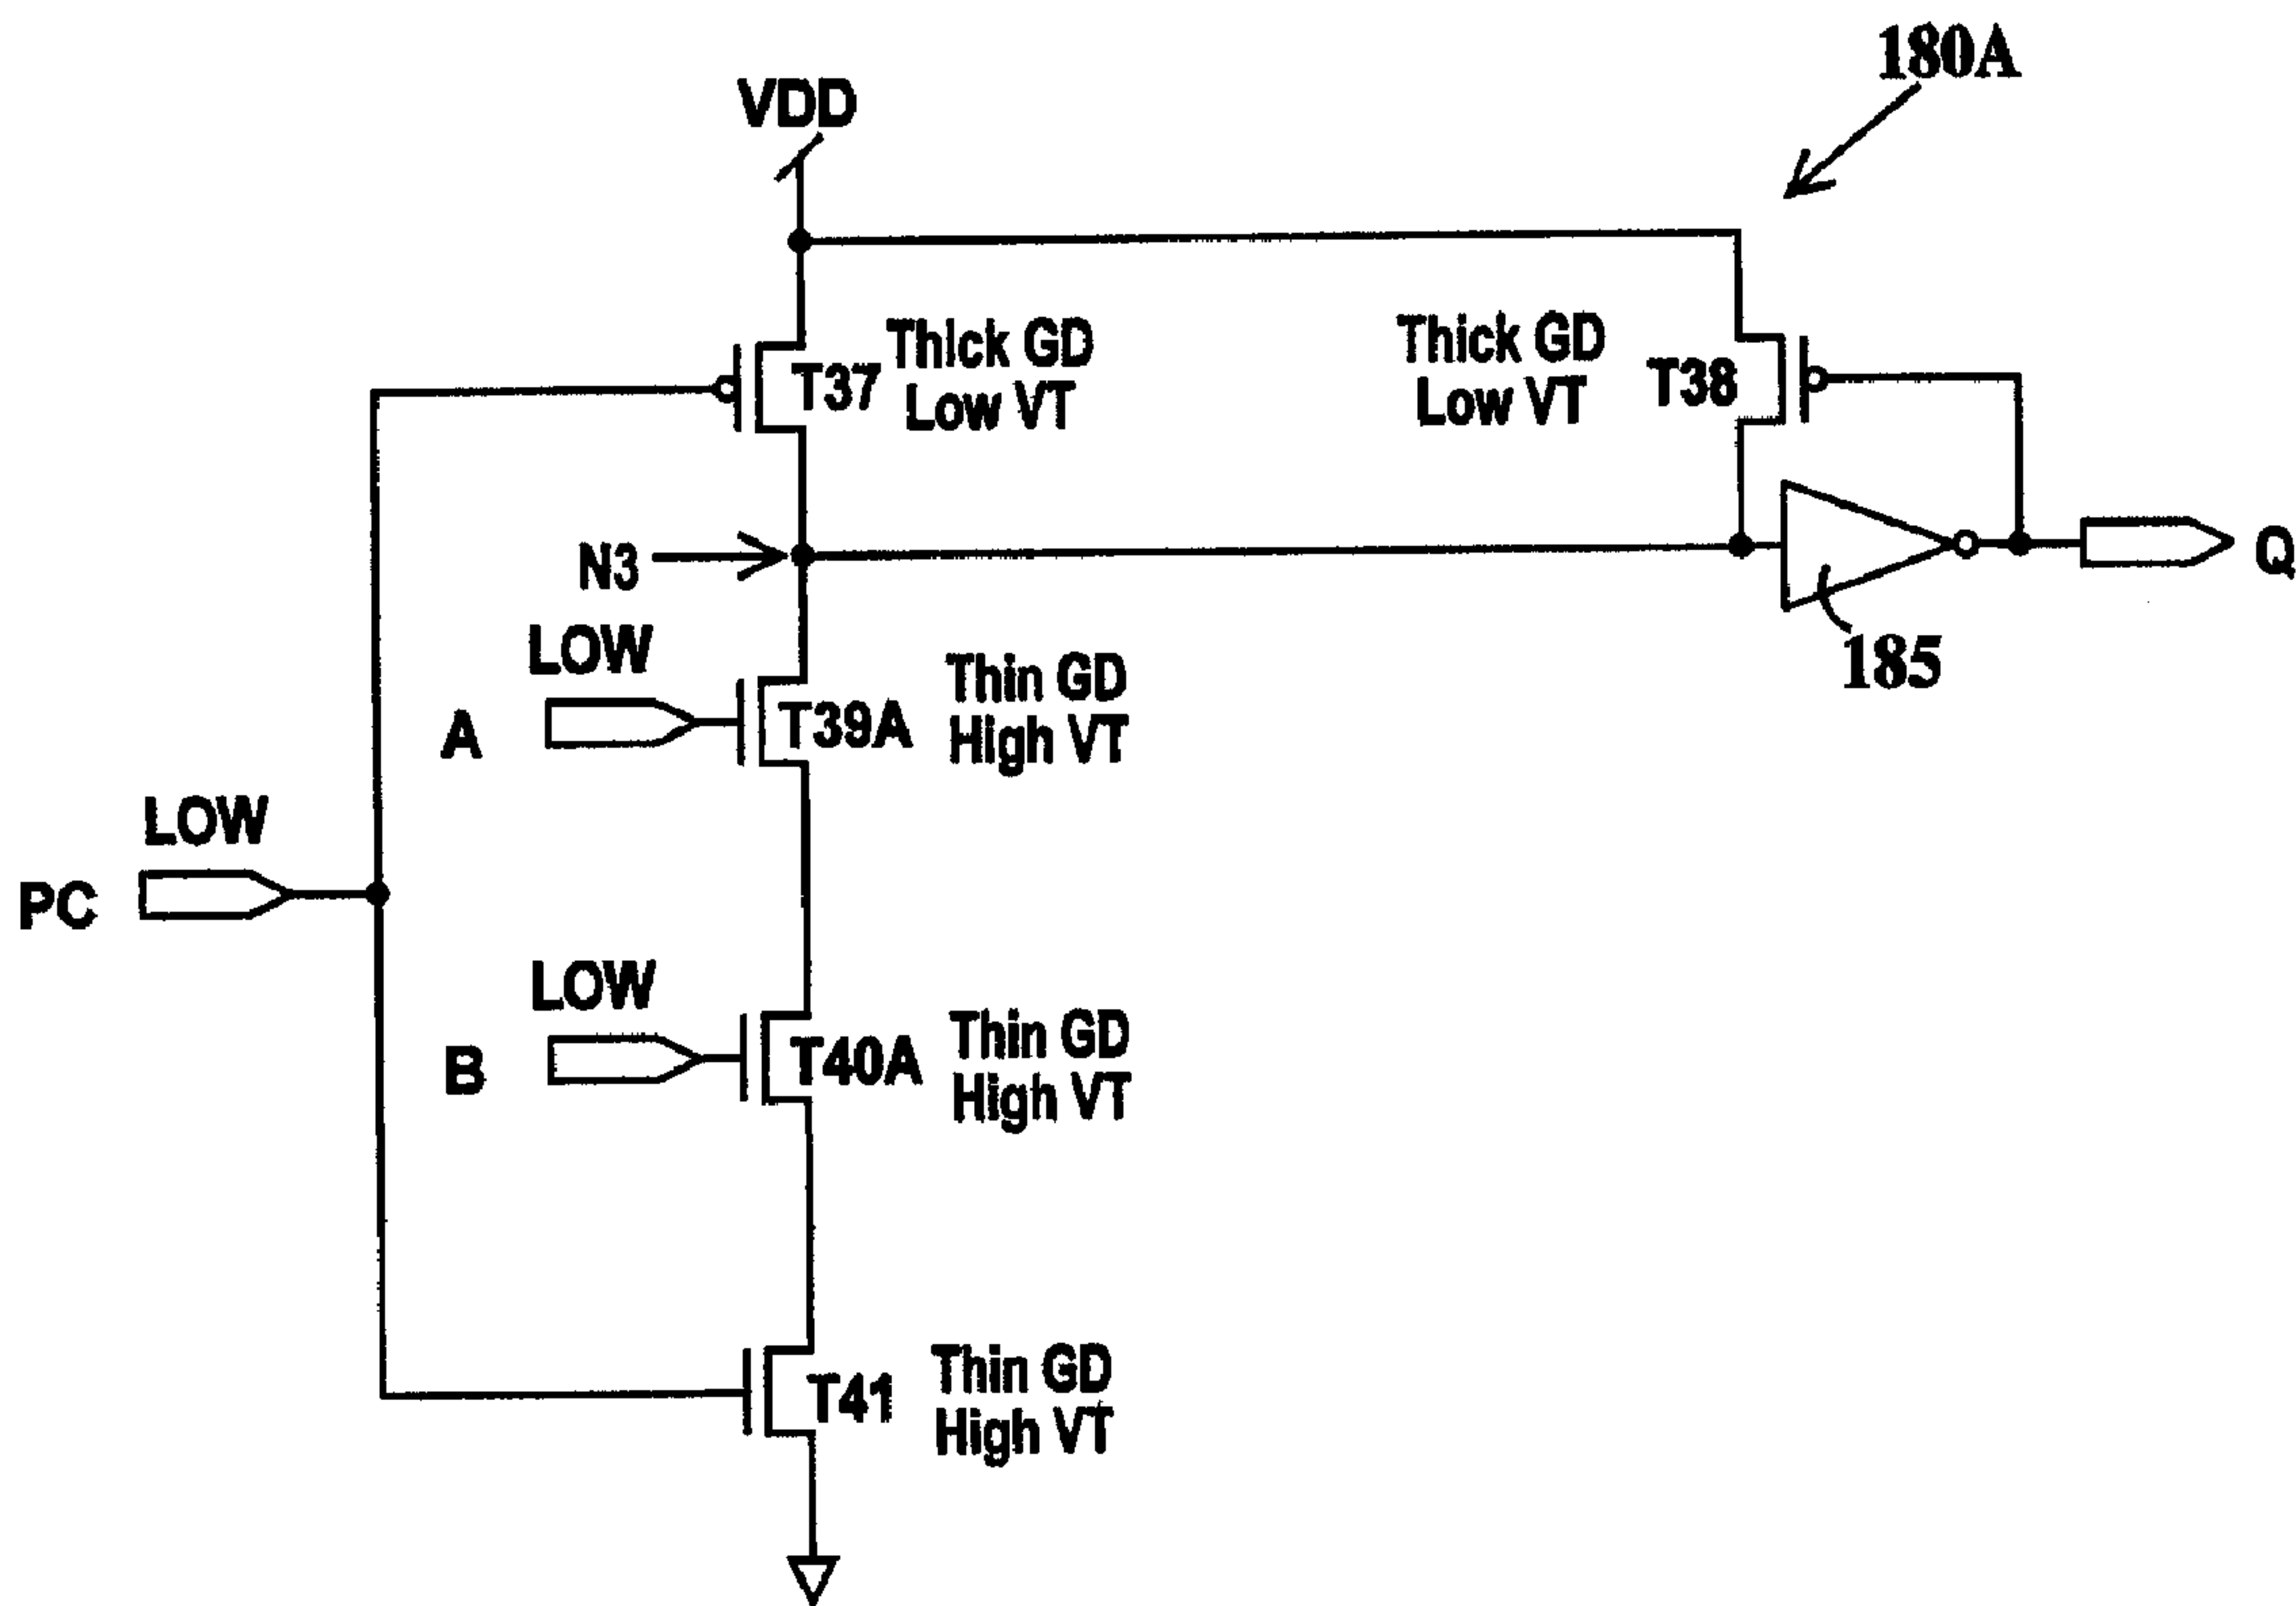 180A
VDD
Thick GD
Low VT
T37
Thick GD
Low VT
T38
N3
Q
185
LOW
A
T39A
Thin GD
High VT
LOW
PC
LOW
B
T40A
Thin GD
High VT
T41
Thin GD
High VT